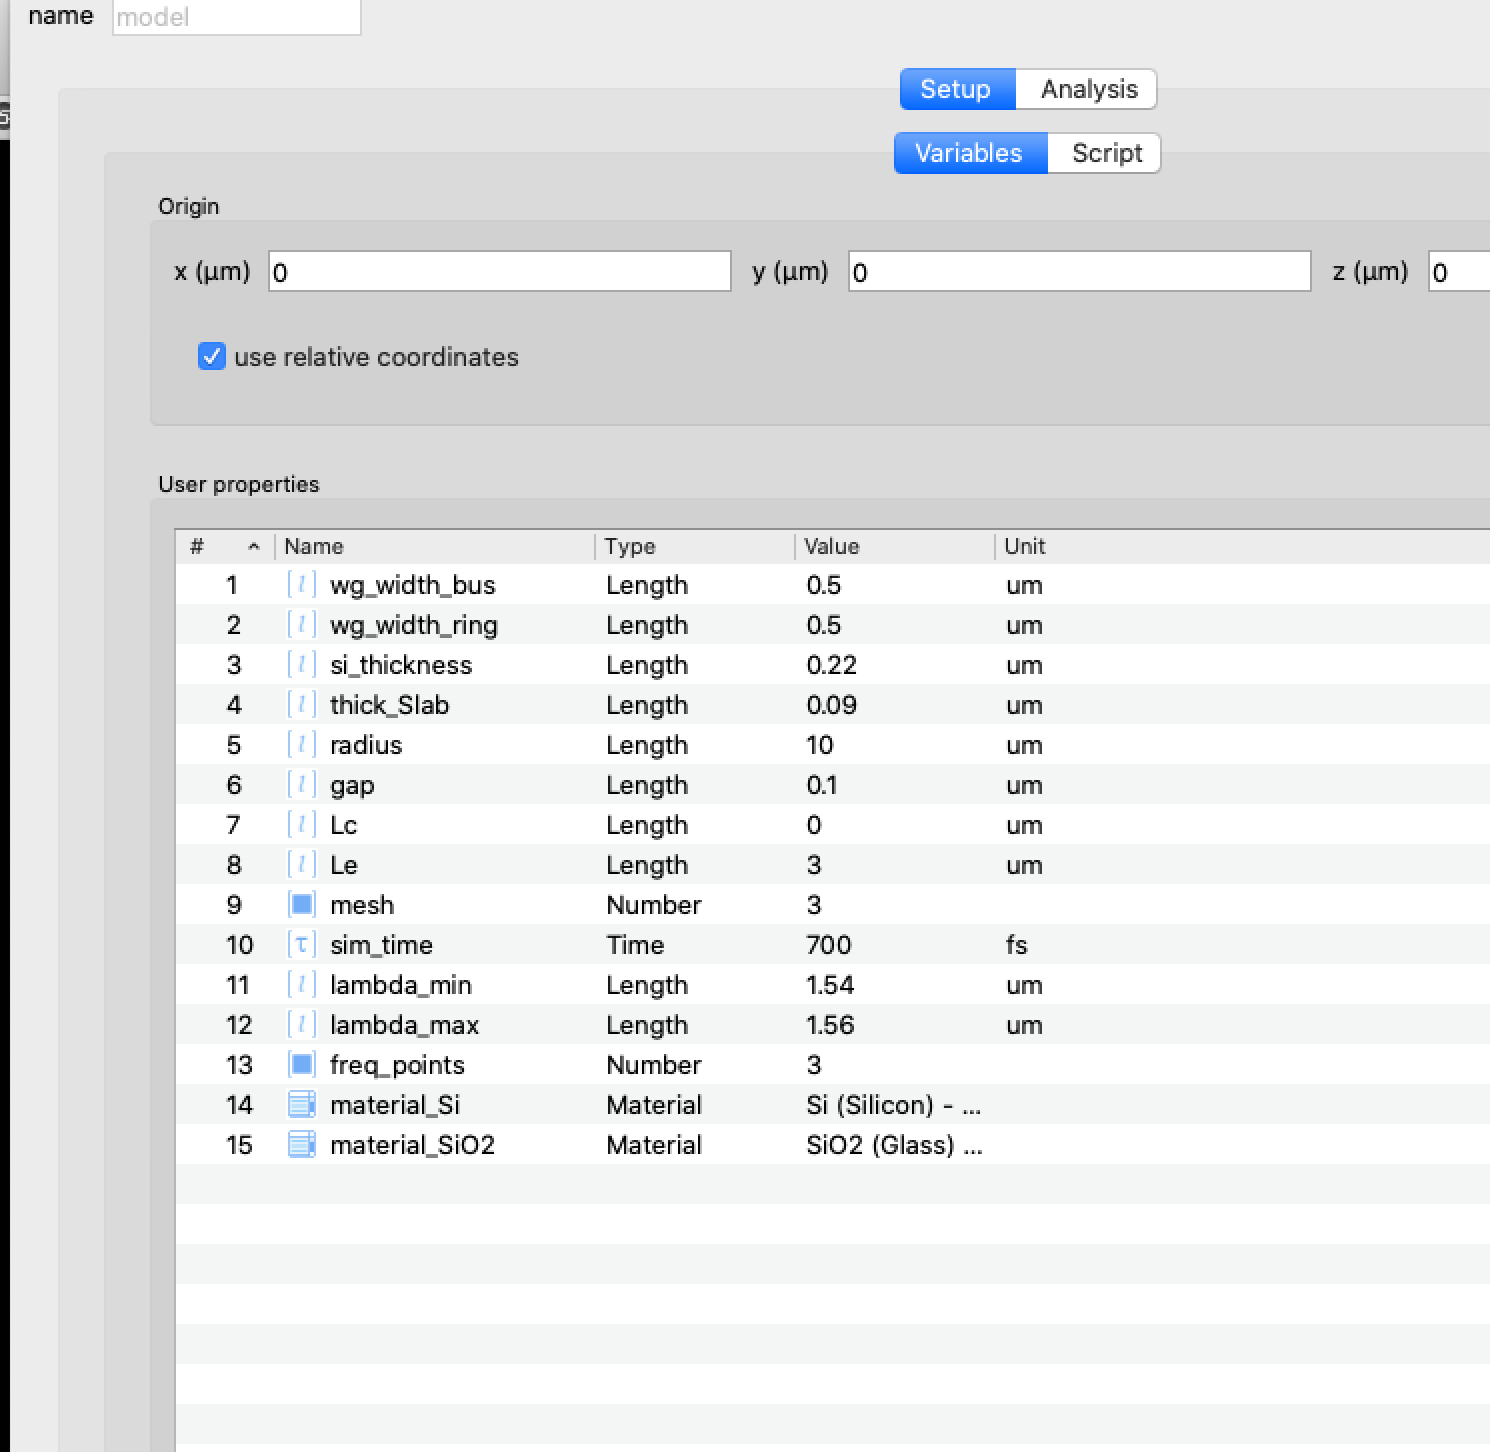 name model
Setup Analysis
Variables Script
Origin
x (µm) 0 y (µm) 0 z (µm) 0
use relative coordinates
User properties
# Name Type Value Unit
1 wg_width_bus Length 0.5 um
2 wg_width_ring Length 0.5 um
3 si_thickness Length 0.22 um
4 thick_Slab Length 0.09 um
5 radius Length 10 um
6 gap Length 0.1 um
7 Lc Length 0 um
8 Le Length 3 um
9 mesh Number 3
10 sim_time Time 700 fs
11 lambda_min Length 1.54 um
12 lambda_max Length 1.56 um
13 freq_points Number 3
14 material_Si Material Si (Silicon) - ...
15 material_SiO2 Material SiO2 (Glass) ...